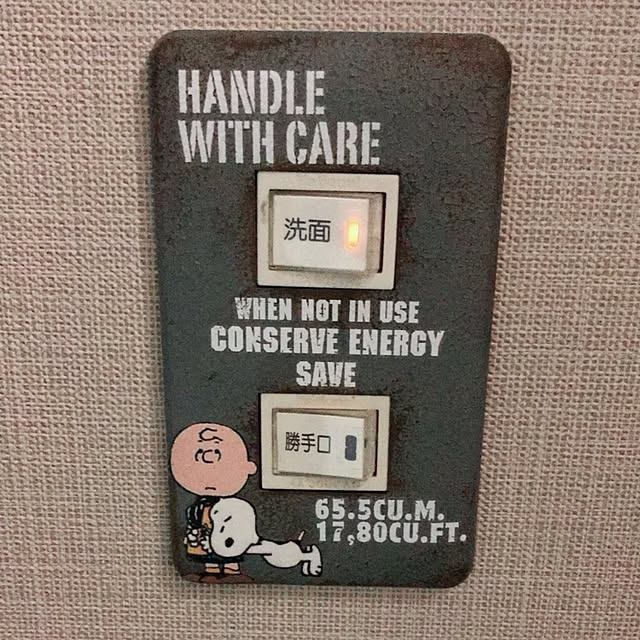 HANDLE
WITH CARE
洗面
WHEN NOT IN USE
CONSERVE ENERGY
SAVE
勝手口
65.5CU.M.
17,80CU.FT.